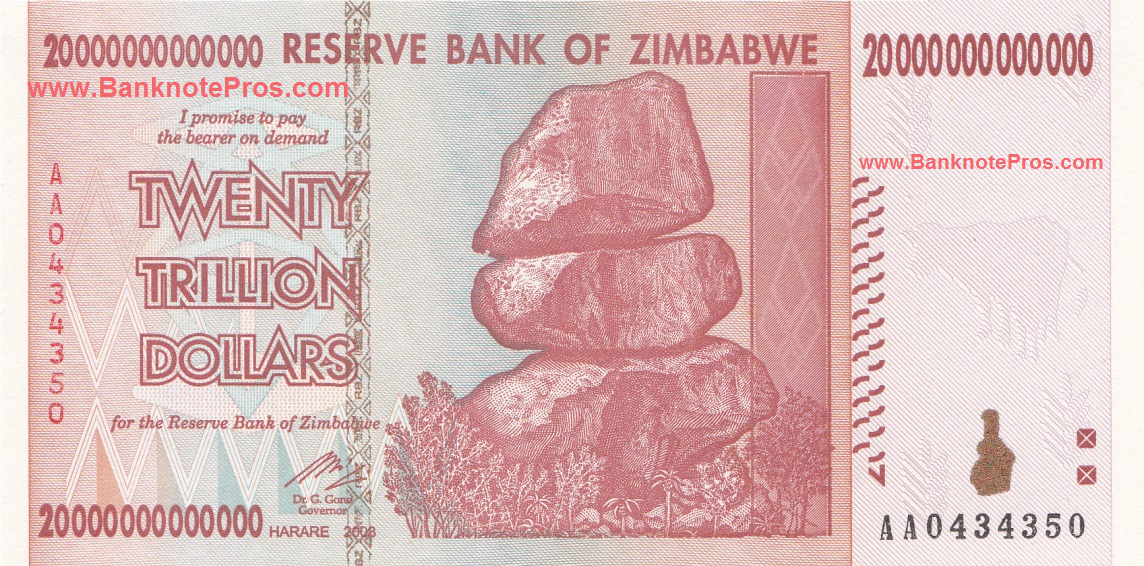 20000000000000 RESERVE BANK OF ZIMBABWE 20000000000000
www.BanknotePros.com
I promise to pay
the bearer on demand
www.BanknotePros.com
TWENTY
TRILLION
DOLLARS
AA0434350
for the Reserve Bank of Zimbabwe
Dr. G. Gono
Governor
20000000000000 HARARE 2008
AA0434350